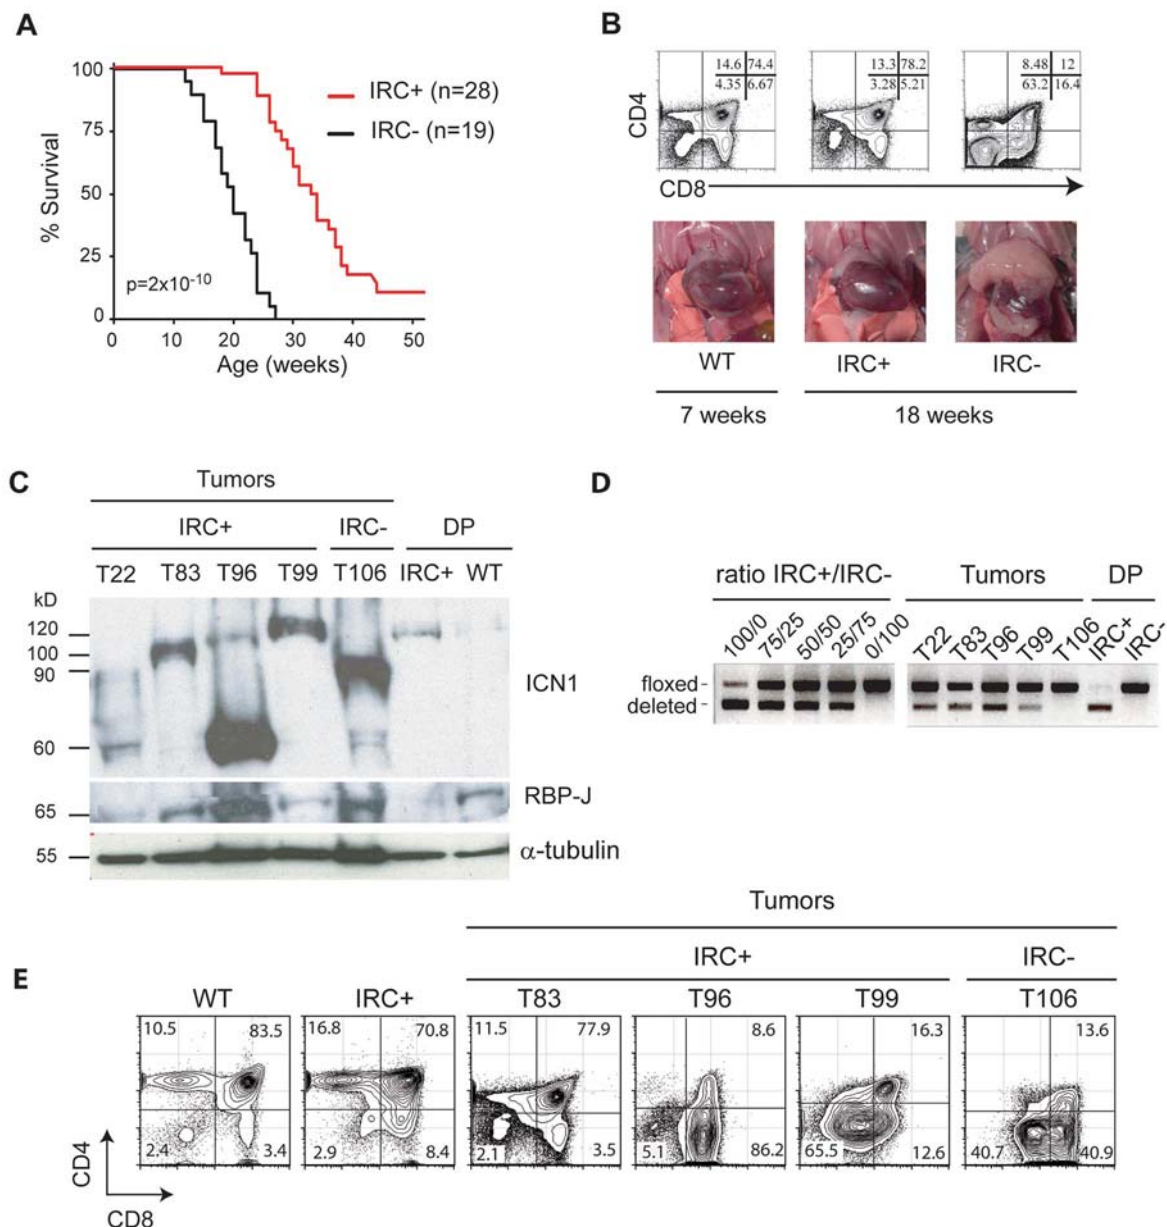 A
100
75
50
25
0
% Survival
IRC+ (n=28)
IRC- (n=19)
p=2x10⁻¹⁰
0 10 20 30 40 50
Age (weeks)
B
CD4
14.6 74.4
4.35 6.67
13.3 78.2
3.28 5.21
8.48 12
63.2 16.4
CD8
WT IRC+ IRC-
7 weeks 18 weeks
C
Tumors
IRC+ IRC- DP
T22 T83 T96 T99 T106 IRC+ WT
kD
120
100
90
60
ICN1
65
RBP-J
55
α-tubulin
D
ratio IRC+/IRC- Tumors DP
100/0 75/25 50/50 25/75 0/100 T22 T83 T96 T99 T106 IRC+ IRC-
floxed -
deleted -
Tumors
IRC+ IRC-
E
WT IRC+ T83 T96 T99 T106
10.5 83.5 16.8 70.8 11.5 77.9 8.6 16.3 13.6
2.4 3.4 2.9 8.4 2.1 3.5 5.1 86.2 65.5 12.6 40.7 40.9
CD4
CD8